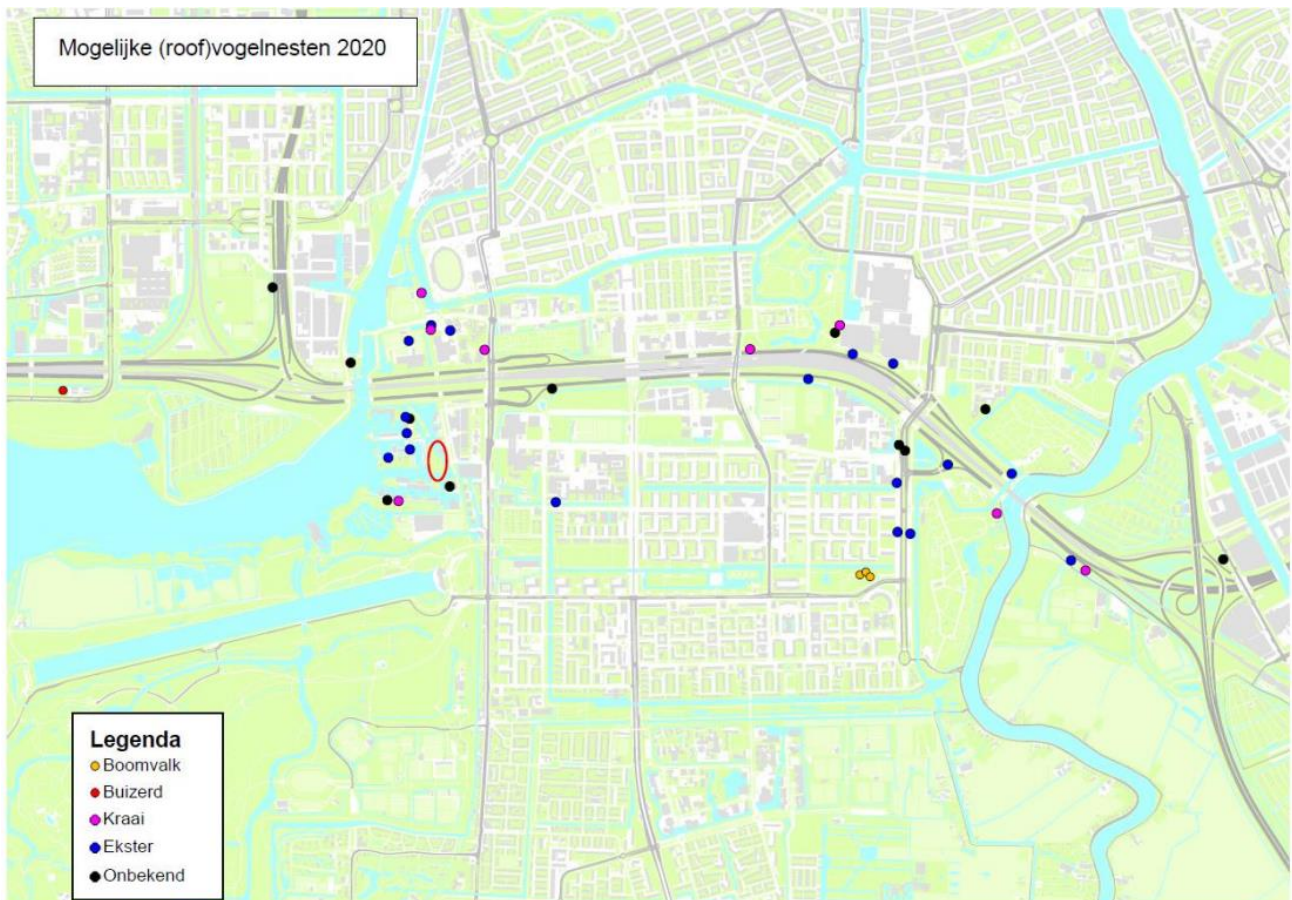 Mogelijke (roof)vogelnesten 2020
Legenda
Boomvalk
Buizerd
Kraai
Ekster
Onbekend